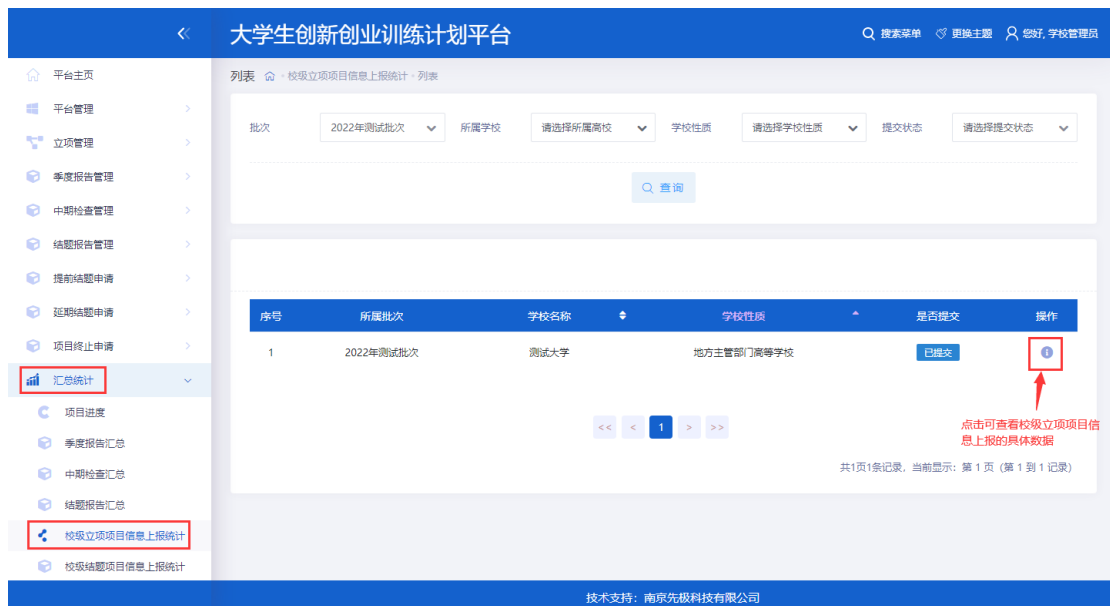 大学生创新创业训练计划平台
搜索菜单 更换主题 您好, 学校管理员
平台主页
平台管理
立项管理
季度报告管理
中期检查管理
结题报告管理
提前结题申请
延期结题申请
项目终止申请
汇总统计
项目进度
季度报告汇总
中期检查汇总
结题报告汇总
校级立项项目信息上报统计
校级结题项目信息上报统计
列表 - 校级立项项目信息上报统计 - 列表
批次 2022年测试批次 所属学校 请选择所属高校 学校性质 请选择学校性质 提交状态 请选择提交状态
查询
序号 所属批次 学校名称 学校性质 是否提交 操作
1 2022年测试批次 测试大学 地方主管部门高等学校 已提交
<< < 1 > >>
点击可查看校级立项项目信
息上报的具体数据
共1页1条记录, 当前显示: 第 1 页 (第 1 到 1 记录)
技术支持: 南京先极科技有限公司